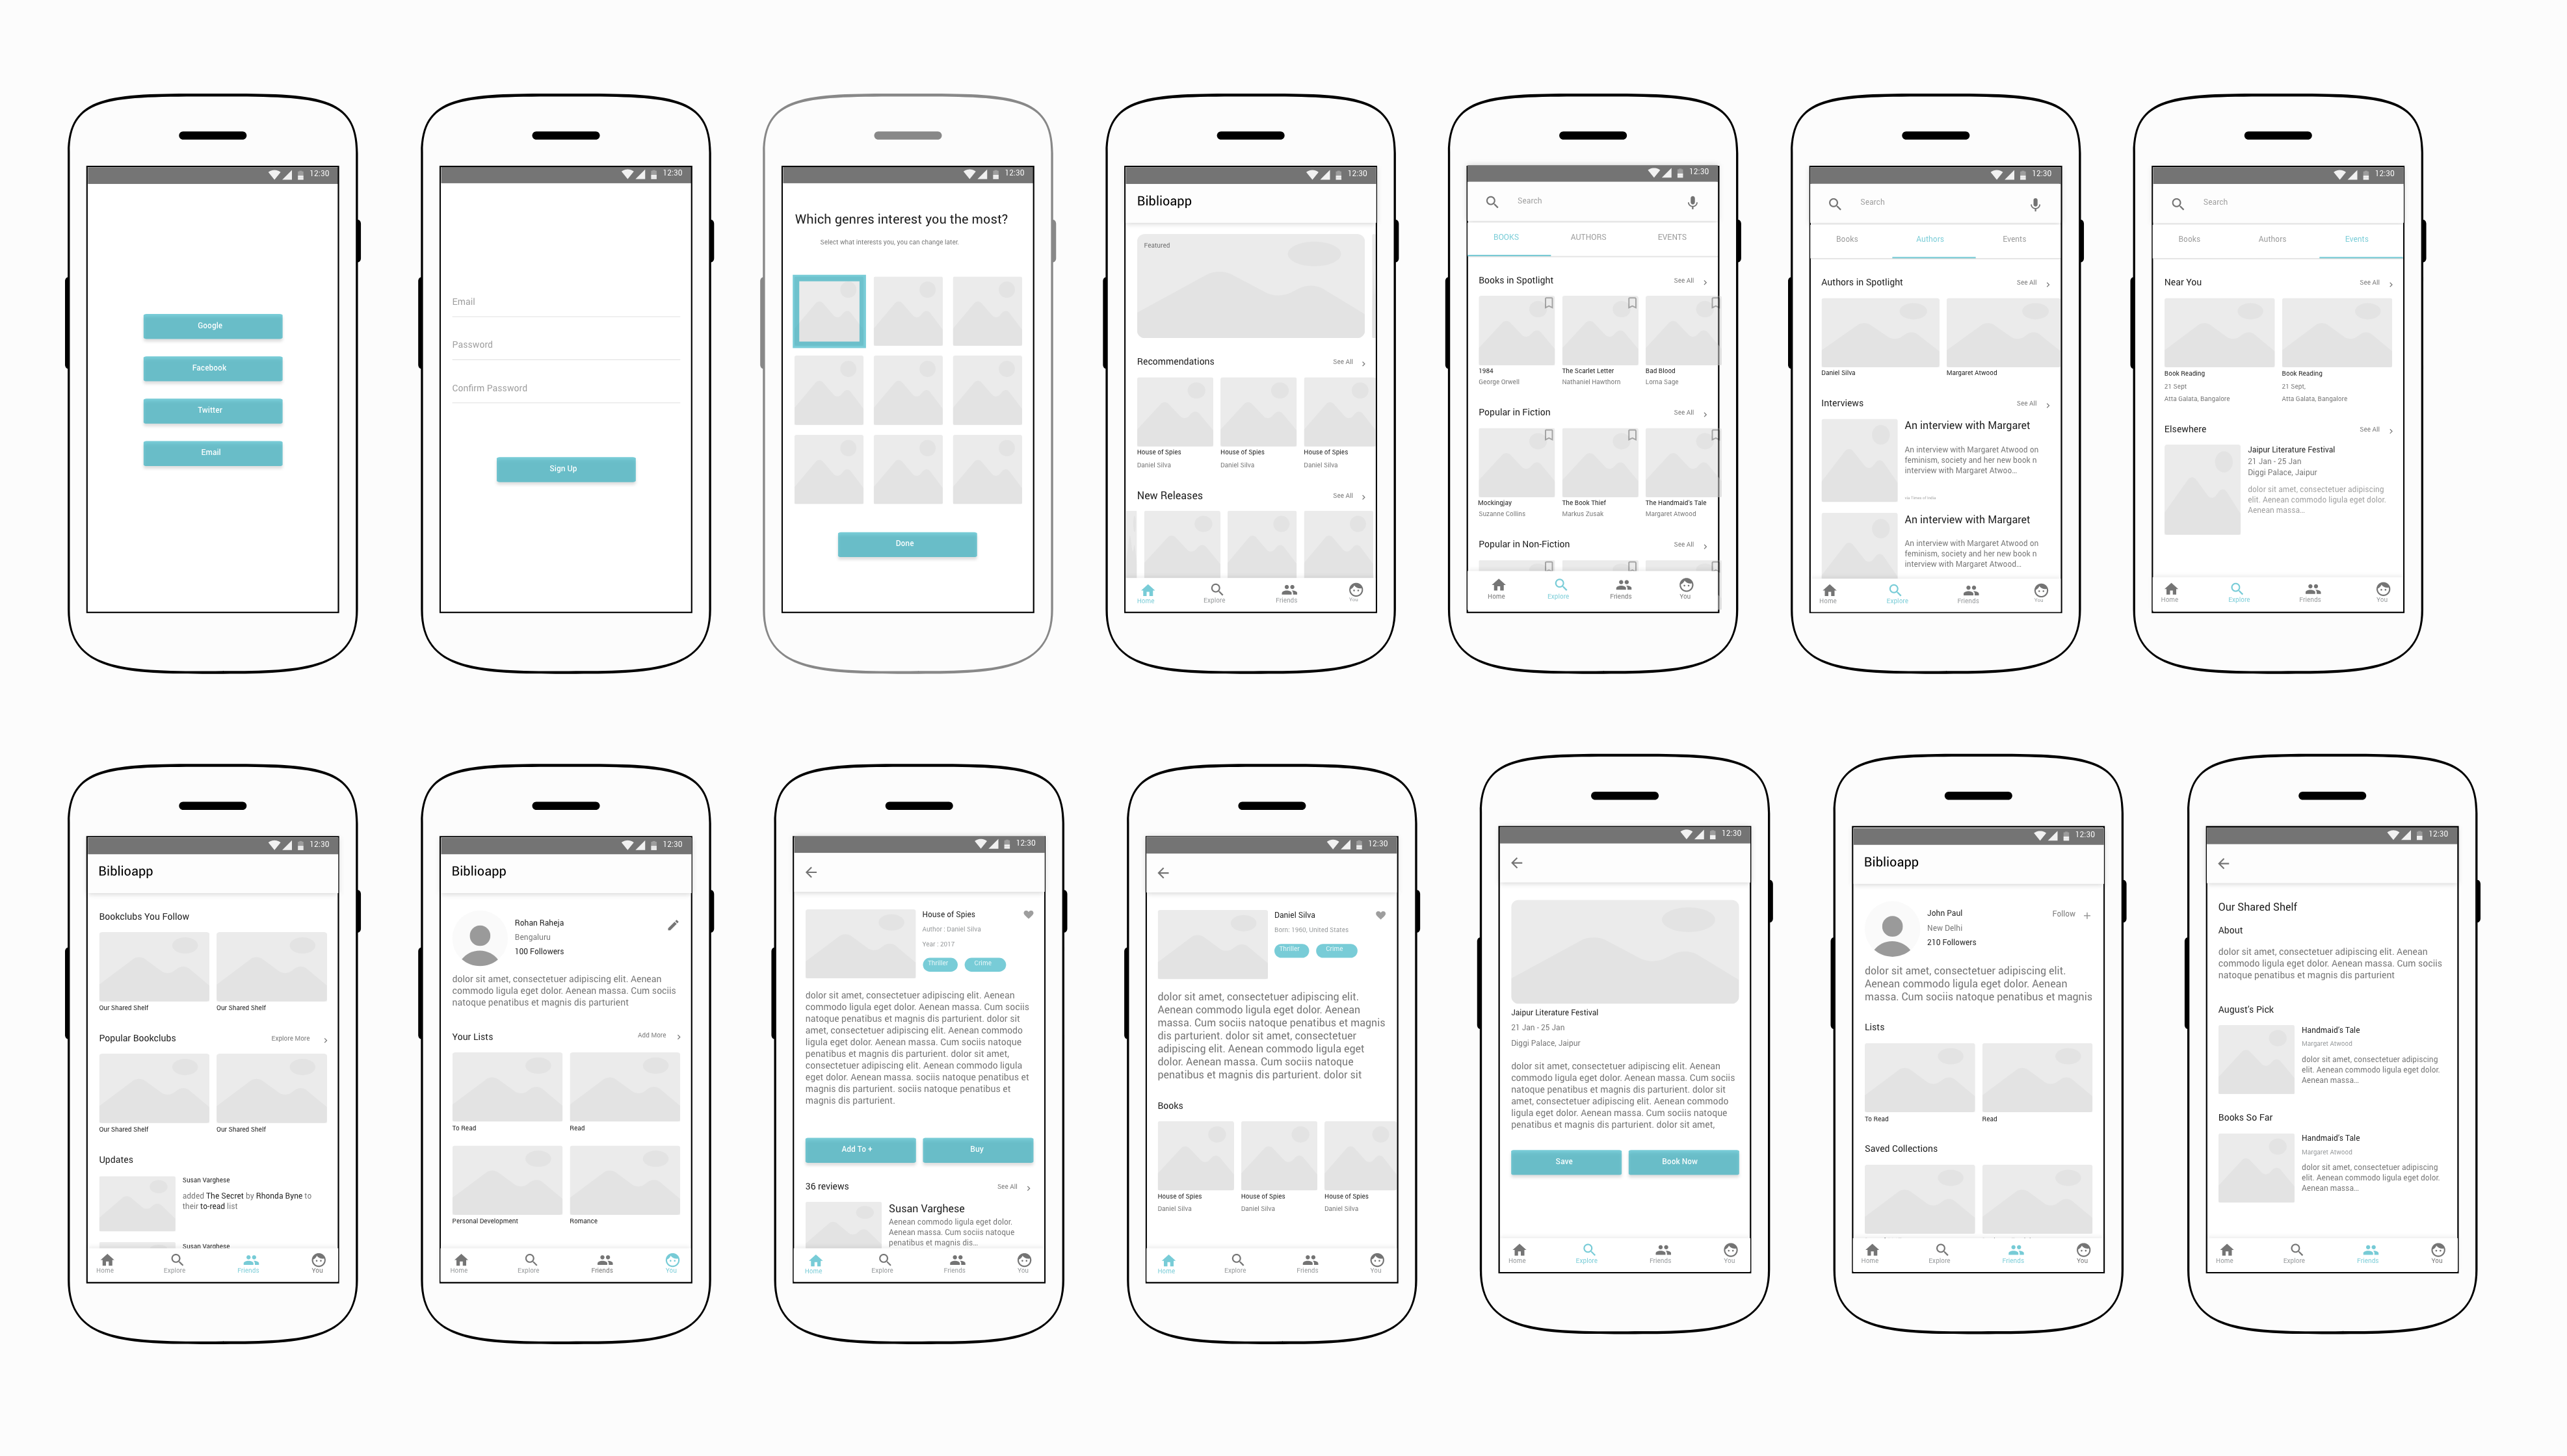 12:30
Google
Facebook
Twitter
Email
12:30
Email
Password
Confirm Password
Sign Up
12:30
Which genres interest you the most?
Select what interests you, you can change later.
Done
12:30
Biblioapp
Featured
Recommendations See All
House of Spies House of Spies House of Spies
Daniel Silva Daniel Silva Daniel Silva
New Releases See All
Home Explore Friends You
12:30
Search
BOOKS AUTHORS EVENTS
Books in Spotlight See All
1984 The Scarlet Letter Bad Blood
George Orwell Nathaniel Hawthorn Lorna Sage
Popular in Fiction See All
Mockingjay The Book Thief The Handmaid's Tale
Suzanne Collins Markus Zusak Margaret Atwood
Popular in Non-Fiction See All
Home Explore Friends You
12:30
Search
Books Authors Events
Authors in Spotlight See All
Daniel Silva Margaret Atwood
Interviews See All
An interview with Margaret
An interview with Margaret Atwood on
feminism, society and her new book n
interview with Margaret Atwoo...
An interview with Margaret
An interview with Margaret Atwood on
feminism, society and her new book n
interview with Margaret Atwood...
Home Explore Friends You
12:30
Search
Books Authors Events
Near You See All
Book Reading Book Reading
21 Sept 21 Sept,
Atta Galata, Bangalore Atta Galata, Bangalore
Elsewhere See All
Jaipur Literature Festival
21 Jan - 25 Jan
Diggi Palace, Jaipur
dolor sit amet, consectetuer adipiscing
elit. Aenean commodo ligula eget dolor.
Aenean massa...
Home Explore Friends You
12:30
Biblioapp
Bookclubs You Follow
Our Shared Shelf Our Shared Shelf
Popular Bookclubs Explore More
Our Shared Shelf Our Shared Shelf
Updates
Susan Varghese
added The Secret by Rhonda Byne to
their to-read list
Susan Varghese
Home Explore Friends You
12:30
Biblioapp
Rohan Raheja
Bengaluru
100 Followers
dolor sit amet, consectetuer adipiscing elit. Aenean
commodo ligula eget dolor. Aenean massa. Cum sociis
natoque penatibus et magnis dis parturient
Your Lists Add More
To Read Read
Personal Development Romance
Home Explore Friends You
12:30
House of Spies
Author : Daniel Silva
Year : 2017
Thriller Crime
dolor sit amet, consectetuer adipiscing elit. Aenean
commodo ligula eget dolor. Aenean massa. Cum sociis
natoque penatibus et magnis dis parturient. dolor sit
amet, consectetuer adipiscing elit. Aenean commodo
ligula eget dolor. Aenean massa. Cum sociis natoque
penatibus et magnis dis parturient. dolor sit amet,
consectetuer adipiscing elit. Aenean commodo ligula
eget dolor. Aenean massa. sociis natoque penatibus et
magnis dis parturient. sociis natoque penatibus et
magnis dis parturient.
Add To + Buy
36 reviews See All
Susan Varghese
Aenean commodo ligula eget dolor.
Aenean massa. Cum sociis natoque
penatibus et magnis dis...
Home Explore Friends You
12:30
Daniel Silva
Born: 1960, United States
Thriller Crime
dolor sit amet, consectetuer adipiscing elit.
Aenean commodo ligula eget dolor. Aenean
massa. Cum sociis natoque penatibus et magnis
dis parturient. dolor sit amet, consectetuer
adipiscing elit. Aenean commodo ligula eget
dolor. Aenean massa. Cum sociis natoque
penatibus et magnis dis parturient. dolor sit
Books
House of Spies House of Spies House of Spies
Daniel Silva Daniel Silva Daniel Silva
Home Explore Friends You
12:30
Jaipur Literature Festival
21 Jan - 25 Jan
Diggi Palace, Jaipur
dolor sit amet, consectetuer adipiscing elit. Aenean
commodo ligula eget dolor. Aenean massa. Cum sociis
natoque penatibus et magnis dis parturient. dolor sit
amet, consectetuer adipiscing elit. Aenean commodo
ligula eget dolor. Aenean massa. Cum sociis natoque
penatibus et magnis dis parturient. dolor sit amet,
Save Book Now
Home Explore Friends You
12:30
Biblioapp
John Paul Follow
New Delhi
210 Followers
dolor sit amet, consectetuer adipiscing elit.
Aenean commodo ligula eget dolor. Aenean
massa. Cum sociis natoque penatibus et magnis
Lists
To Read Read
Saved Collections
Home Explore Friends You
12:30
Our Shared Shelf
About
dolor sit amet, consectetuer adipiscing elit. Aenean
commodo ligula eget dolor. Aenean massa. Cum sociis
natoque penatibus et magnis dis parturient
August's Pick
Handmaid's Tale
Margaret Atwood
dolor sit amet, consectetuer adipiscing
elit. Aenean commodo ligula eget dolor.
Aenean massa...
Books So Far
Handmaid's Tale
Margaret Atwood
dolor sit amet, consectetuer adipiscing
elit. Aenean commodo ligula eget dolor.
Aenean massa...
Home Explore Friends You